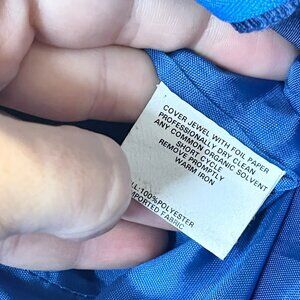 COVER JEWEL WITH FOIL PAPER
PROFESSIONALLY DRY CLEAN
ANY COMMON ORGANIC SOLVENT
SHORT CYCLE
REMOVE PROMPTLY
WARM IRON
100%POLYESTER
FABRIC